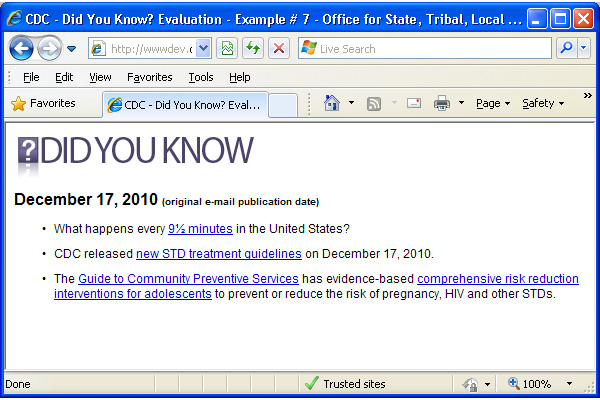 CDC - Did You Know? Evaluation - Example # 7 - Office for State, Tribal, Local ...
http://wwwdev.c
Live Search
File Edit View Favorites Tools Help
Favorites CDC - Did You Know? Eval... Page Safety »
? DID YOU KNOW
December 17, 2010 (original e-mail publication date)
• What happens every 9½ minutes in the United States?
• CDC released new STD treatment guidelines on December 17, 2010.
• The Guide to Community Preventive Services has evidence-based comprehensive risk reduction
interventions for adolescents to prevent or reduce the risk of pregnancy, HIV and other STDs.
Done Trusted sites 100%